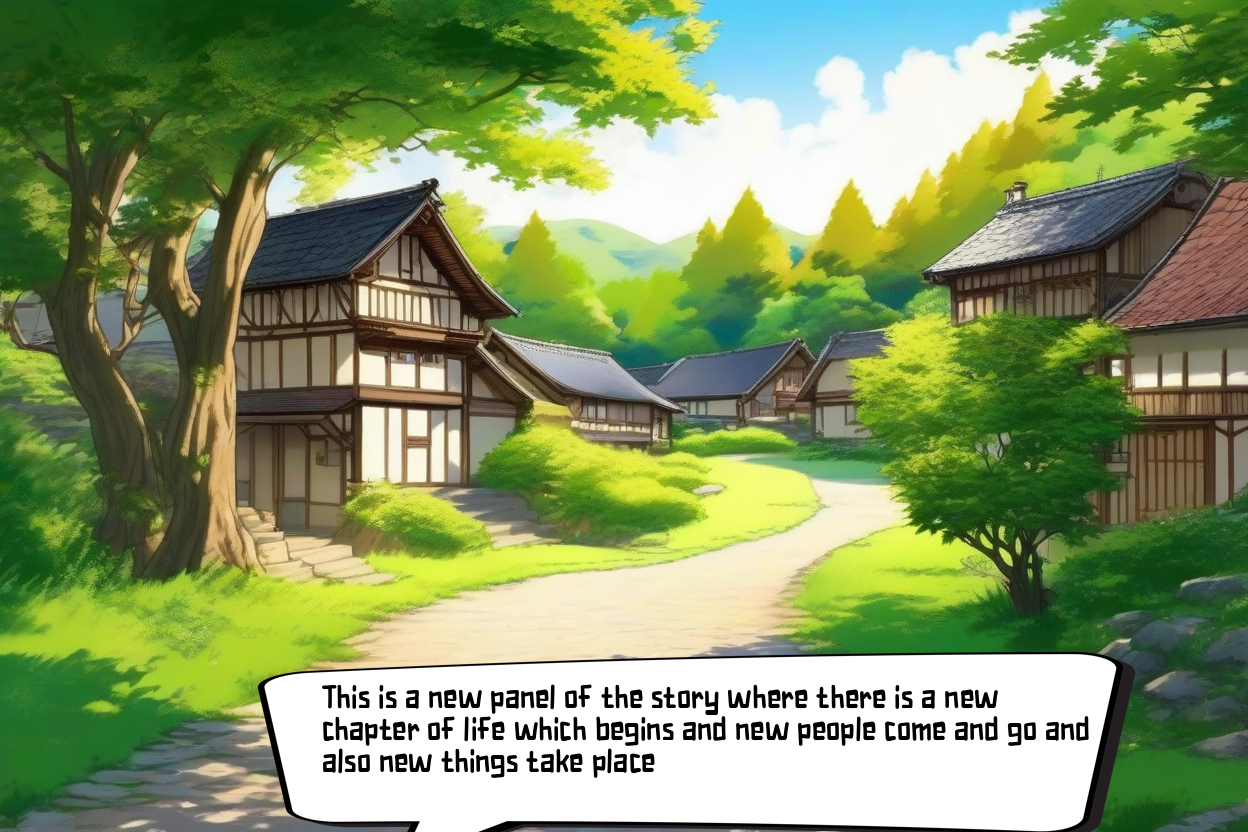 This is a new panel of the story where there is a new
chapter of life which begins and new people come and go and
also new things take place